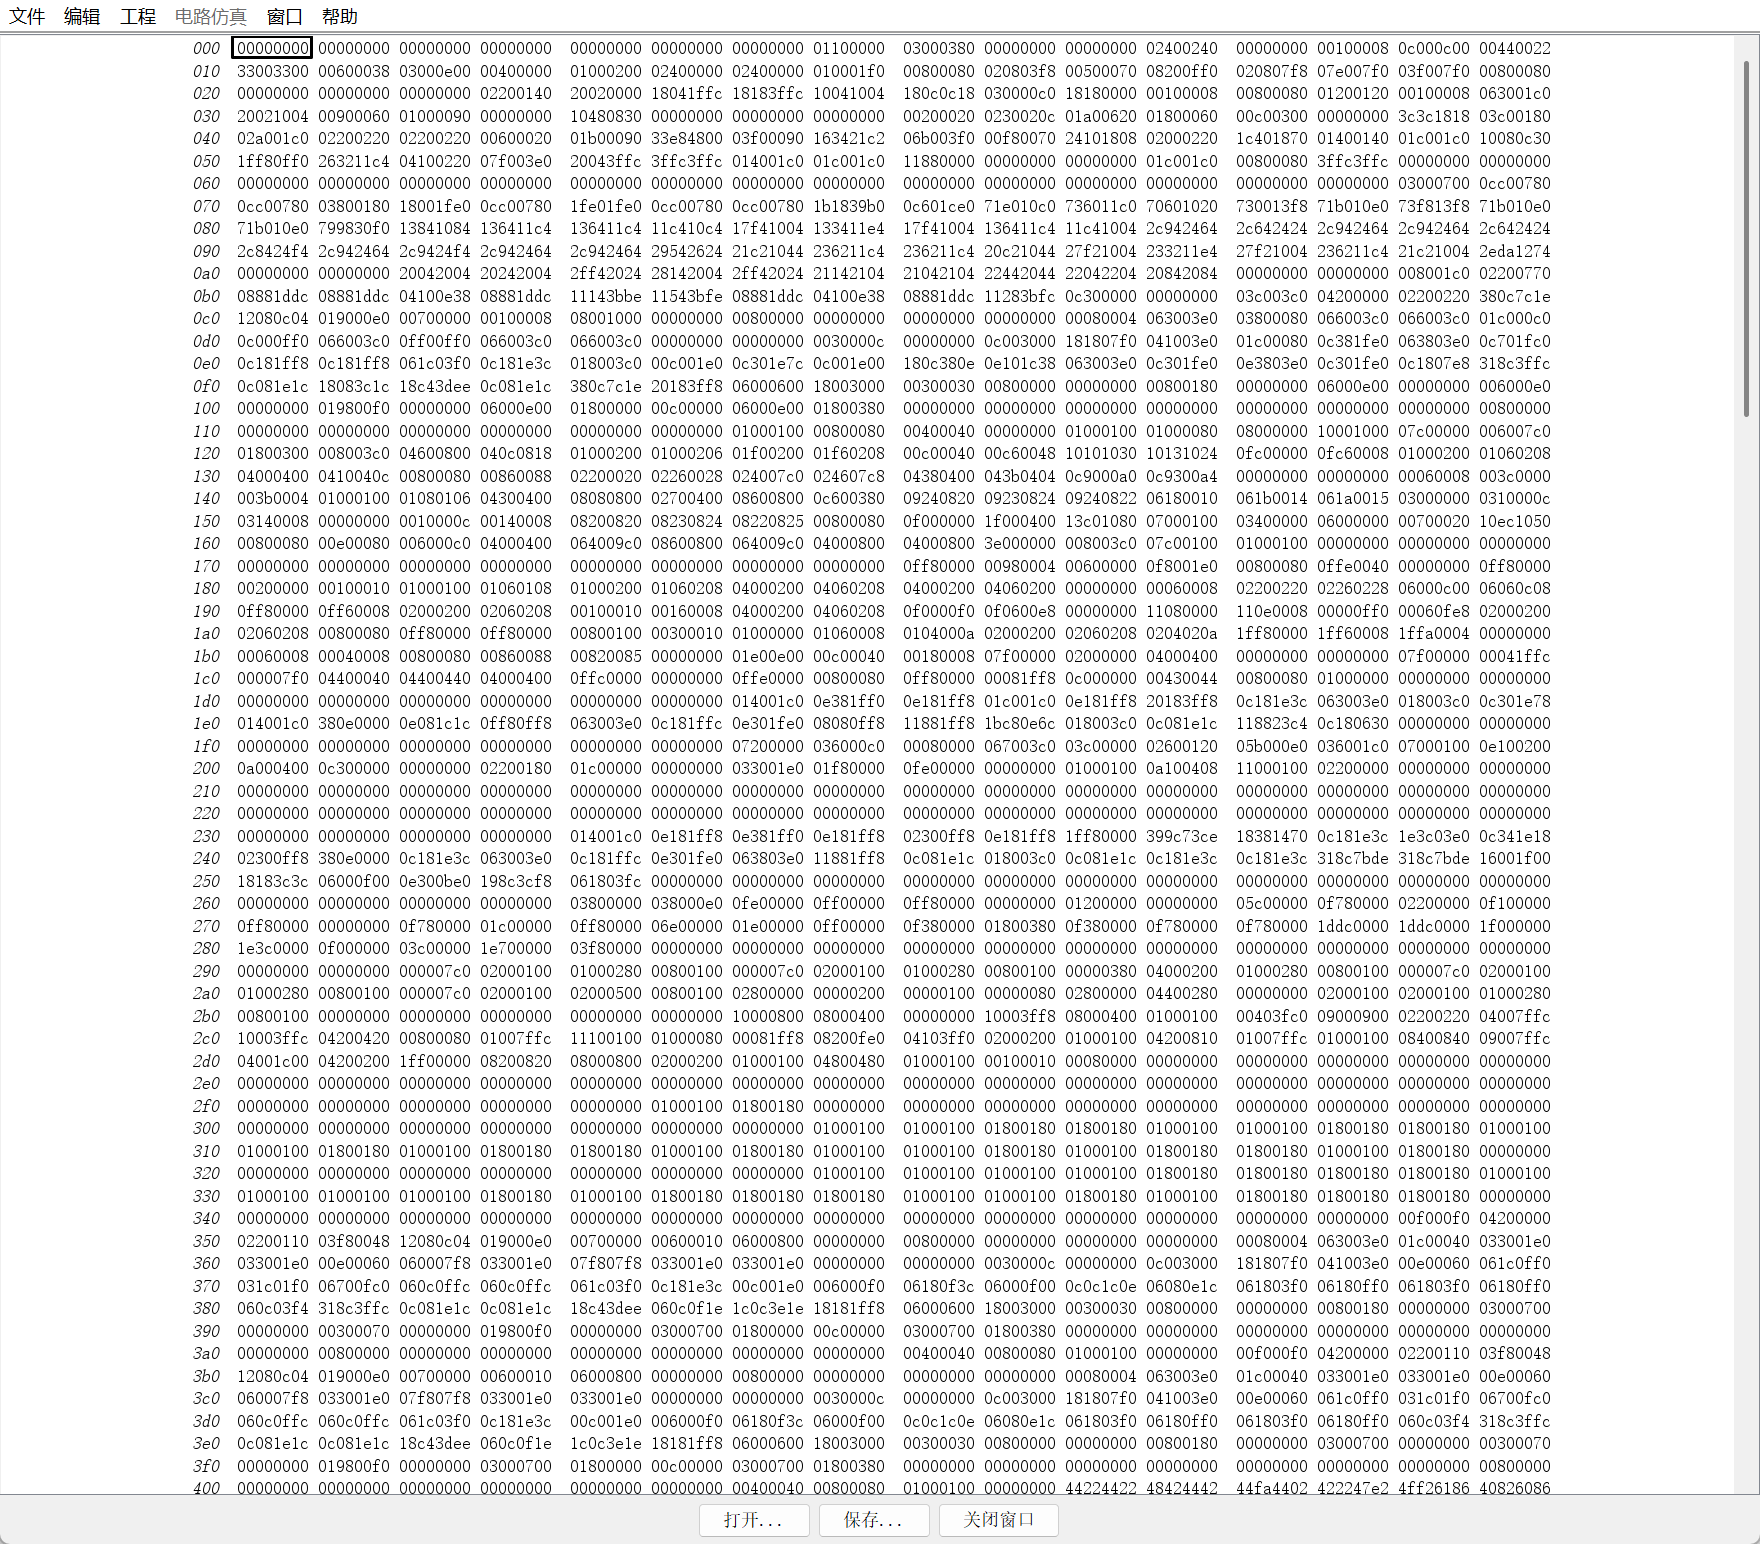 文件 编辑 工程 电路仿真 窗口 帮助
000 00000000 00000000 00000000 00000000 00000000 00000000 00000000 01100000 03000380 00000000 00000000 02400240 00000000 00100008 0c000c00 00440022
010 33003300 00600038 03000e00 00400000 01000200 02400000 02400000 010001f0 00800080 020803f8 00500070 08200ff0 020807f8 07e007f0 03f007f0 00800080
020 00000000 00000000 00000000 02200140 20020000 18041ffc 18183ffc 10041004 180c0c18 030000c0 18180000 00100008 00800080 01200120 00100008 063001c0
030 20021004 00900060 01000090 00000000 10480830 00000000 00000000 00000000 00200020 0230020c 01a00620 01800060 00c00300 00000000 3c3c1818 03c00180
040 02a001c0 02200220 02200220 00600020 01b00090 33e84800 03f00090 163421c2 06b003f0 00f80070 24101808 02000220 1c401870 01400140 01c001c0 10080c30
050 1ff80ff0 263211c4 04100220 07f003e0 20043ffc 3ffc3ffc 014001c0 01c001c0 11880000 00000000 00000000 01c001c0 00800080 3ffc3ffc 00000000 00000000
060 00000000 00000000 00000000 00000000 00000000 00000000 00000000 00000000 00000000 00000000 00000000 00000000 00000000 00000000 03000700 0cc00780
070 0cc00780 03800180 18001fe0 0cc00780 1fe01fe0 0cc00780 0cc00780 1b1839b0 0c601ce0 71e010c0 736011c0 70601020 730013f8 71b010e0 73f813f8 71b010e0
080 71b010e0 799830f0 13841084 136411c4 136411c4 11c410c4 17f41004 133411e4 17f41004 136411c4 11c41084 2c942464 2c642424 2c942464 2c942464 2c642424
090 2c8424f4 2c942464 2c9424f4 2c942464 2c942464 29542624 21c21044 236211c4 236211c4 20c21044 27f21004 233211e4 27f21004 236211c4 21c21004 2eda1274
0a0 00000000 00000000 20042004 20242004 2ff42024 28142004 2ff42024 21142104 21042104 22442044 22042204 20842084 00000000 00000000 008001c0 02200770
0b0 08881ddc 08881ddc 04100e38 08881ddc 11143bbe 11543bfe 08881ddc 04100e38 08881ddc 11283bfc 0c300000 00000000 03c003c0 04200000 02200220 380c7c1e
0c0 12080c04 019000e0 00700000 00100008 08001000 00000000 00800000 00000000 00000000 00000000 00080004 063003e0 03800080 066003c0 066003c0 01c000c0
0d0 0c000ff0 066003c0 0ff00ff0 066003c0 066003c0 00000000 00000000 0030000c 00000000 0c003000 181807f0 041003e0 01c00080 0c381fe0 063803e0 0c701fc0
0e0 0c181ff8 0c181ff8 061c03f0 0c181e3c 018003c0 00c001e0 0c301e7c 0c001e00 180c380e 0e101c38 063003e0 0c301fe0 0e3803e0 0c301fe0 0c1807e8 318c3ffc
0f0 0c081e1c 18083c1c 18c43dee 0c081e1c 380c7c1e 20183ff8 06000600 18003000 00300030 00800000 00000000 00800180 00000000 06000e00 00000000 006000e0
100 00000000 019800f0 00000000 06000e00 01800000 00c00000 06000e00 01800380 00000000 00000000 00000000 00000000 00000000 00000000 00000000 00800000
110 00000000 00000000 00000000 00000000 00000000 00000000 01000100 00800080 00400040 00000000 01000100 01000080 08000000 10001000 07c00000 006007c0
120 01800300 008003c0 04600800 040c0818 01000200 01000206 01f00200 01f60208 00c00040 00c60048 10101030 10131024 0fc00000 0fc60008 01000200 01060208
130 04000400 0410040c 00800080 00860088 02200020 02260028 024007c0 024607c8 04380400 043b0404 0c9000a0 0c9300a4 00000000 00000000 00060008 003c0000
140 003b0004 01000100 01080106 04300400 08080800 02700400 08600800 0c600380 09240820 09230824 09240822 06180010 061b0014 061a0015 03000000 0310000c
150 03140008 00000000 0010000c 00140008 08200820 08230824 08220825 00800080 0f000000 1f000400 13c01080 07000100 03400000 06000000 00700020 10ec1050
160 00800080 00e00080 006000c0 04000400 064009c0 08600800 064009c0 04000800 04000800 3e000000 008003c0 07c00100 01000100 00000000 00000000 00000000
170 00000000 00000000 00000000 00000000 00000000 00000000 00000000 00000000 0ff80000 00980004 00600000 0f8001e0 00800080 0ffe0040 00000000 0ff80000
180 00200000 00100010 01000100 01060108 01000200 01060208 04000200 04060208 04000200 04060200 00000000 00060008 02200220 02260228 06000c00 06060c08
190 0ff80000 0ff60008 02000200 02060208 00100010 00160008 04000200 04060208 0f0000f0 0f0600e8 00000000 11080000 110e0008 00000ff0 00060fe8 02000200
1a0 02060208 00800080 0ff80000 0ff80000 00800100 00300010 01000000 01060008 0104000a 02000200 02060208 0204020a 1ff80000 1ff60008 1ffa0004 00000000
1b0 00060008 00040008 00800080 00860088 00820085 00000000 01e00e00 00c00040 00180008 07f00000 02000000 04000400 00000000 00000000 07f00000 00041ffc
1c0 000007f0 04400040 04400440 04000400 0ffc0000 00000000 0ffe0000 00800080 0ff80000 00081ff8 0c000000 00430044 00800080 01000000 00000000 00000000
1d0 00000000 00000000 00000000 00000000 00000000 00000000 014001c0 0e381ff0 0e181ff8 01c001c0 0e181ff8 20183ff8 0c181e3c 063003e0 018003c0 0c301e78
1e0 014001c0 380e0000 0e081c1c 0ff80ff8 063003e0 0c181ffc 0e301fe0 08080ff8 11881ff8 1bc80e6c 018003c0 0c081e1c 118823c4 0c180630 00000000 00000000
1f0 00000000 00000000 00000000 00000000 00000000 00000000 07200000 036000c0 00080000 067003c0 03c00000 02600120 05b000e0 036001c0 07000100 0e100200
200 0a000400 0c300000 00000000 02200180 01c00000 00000000 033001e0 01f80000 0fe00000 00000000 01000100 0a100408 11000100 02200000 00000000 00000000
210 00000000 00000000 00000000 00000000 00000000 00000000 00000000 00000000 00000000 00000000 00000000 00000000 00000000 00000000 00000000 00000000
220 00000000 00000000 00000000 00000000 00000000 00000000 00000000 00000000 00000000 00000000 00000000 00000000 00000000 00000000 00000000 00000000
230 00000000 00000000 00000000 00000000 014001c0 0e181ff8 0e381ff0 0e181ff8 02300ff8 0e181ff8 1ff80000 399c73ce 18381470 0c181e3c 1e3c03e0 0c341e18
240 02300ff8 380e0000 0c181e3c 063003e0 0c181ffc 0e301fe0 063803e0 11881ff8 0c081e1c 018003c0 0c081e1c 0c181e3c 0c181e3c 318c7bde 318c7bde 16001f00
250 18183c3c 06000f00 0e300be0 198c3cf8 061803fc 00000000 00000000 00000000 00000000 00000000 00000000 00000000 00000000 00000000 00000000 00000000
260 00000000 00000000 00000000 00000000 03800000 038000e0 0fe00000 0ff00000 0ff80000 00000000 01200000 00000000 05c00000 0f780000 02200000 0f100000
270 0ff80000 00000000 0f780000 01c00000 0ff80000 06e00000 01e00000 0ff00000 0f380000 01800380 0f380000 0f780000 0f780000 1ddc0000 1ddc0000 1f000000
280 1e3c0000 0f000000 03c00000 1e700000 03f80000 00000000 00000000 00000000 00000000 00000000 00000000 00000000 00000000 00000000 00000000 00000000
290 00000000 00000000 000007c0 02000100 01000280 00800100 000007c0 02000100 01000280 00800100 00000380 04000200 01000280 00800100 000007c0 02000100
2a0 01000280 00800100 000007c0 02000100 02000500 00800100 02800000 00000200 00000100 00000080 02800000 04400280 00000000 02000100 02000100 01000280
2b0 00800100 00000000 00000000 00000000 00000000 00000000 10000800 08000400 00000000 10003ff8 08000400 01000100 00403fc0 09000900 02200220 04007ffc
2c0 10003ffc 04200420 00800080 01007ffc 11100100 01000080 00081ff8 08200fe0 04103ff0 02000200 01000100 04200810 01007ffc 01000100 08400840 09007ffc
2d0 04001c00 04200200 1ff00000 08200820 08000800 02000200 01000100 04800480 01000100 00100010 00080000 00000000 00000000 00000000 00000000 00000000
2e0 00000000 00000000 00000000 00000000 00000000 00000000 00000000 00000000 00000000 00000000 00000000 00000000 00000000 00000000 00000000 00000000
2f0 00000000 00000000 00000000 00000000 00000000 01000100 01800180 00000000 00000000 00000000 00000000 00000000 00000000 00000000 00000000 00000000
300 00000000 00000000 00000000 00000000 00000000 00000000 00000000 01000100 01000100 01800180 01800180 01000100 01000100 01800180 01800180 01000100
310 01000100 01800180 01000100 01800180 01800180 01000100 01800180 01000100 01000100 01800180 01000100 01800180 01800180 01000100 01800180 00000000
320 00000000 00000000 00000000 00000000 00000000 00000000 00000000 01000100 01000100 01000100 01000100 01800180 01800180 01800180 01800180 01000100
330 01000100 01000100 01000100 01800180 01000100 01800180 01800180 01800180 01000100 01000100 01800180 01000100 01800180 01800180 01800180 00000000
340 00000000 00000000 00000000 00000000 00000000 00000000 00000000 00000000 00000000 00000000 00000000 00000000 00000000 00000000 00f000f0 04200000
350 02200110 03f80048 12080c04 019000e0 00700000 00600010 06000800 00000000 00800000 00000000 00000000 00000000 00080004 063003e0 01c00040 033001e0
360 033001e0 00e00060 060007f8 033001e0 07f807f8 033001e0 033001e0 00000000 00000000 0030000c 00000000 0c003000 181807f0 041003e0 00e00060 061c0ff0
370 031c01f0 06700fc0 060c0ffc 060c0ffc 061c03f0 0c181e3c 00c001e0 006000f0 06180f3c 06000f00 0c0c1c0e 06080e1c 061803f0 06180ff0 061803f0 06180ff0
380 060c03f4 318c3ffc 0c081e1c 0c081e1c 18c43dee 060c0f1e 1c0c3e1e 18181ff8 06000600 18003000 00300030 00800000 00000000 00800180 00000000 03000700
390 00000000 00300070 00000000 019800f0 00000000 03000700 01800000 00c00000 03000700 01800380 00000000 00000000 00000000 00000000 00000000 00000000
3a0 00000000 00800000 00000000 00000000 00000000 00000000 00000000 00000000 00400040 00800080 01000100 00000000 00f000f0 04200000 02200110 03f80048
3b0 12080c04 019000e0 00700000 00600010 06000800 00000000 00800000 00000000 00000000 00000000 00080004 063003e0 01c00040 033001e0 033001e0 00e00060
3c0 060007f8 033001e0 07f807f8 033001e0 033001e0 00000000 00000000 0030000c 00000000 0c003000 181807f0 041003e0 00e00060 061c0ff0 031c01f0 06700fc0
3d0 060c0ffc 060c0ffc 061c03f0 0c181e3c 00c001e0 006000f0 06180f3c 06000f00 0c0c1c0e 06080e1c 061803f0 06180ff0 061803f0 06180ff0 060c03f4 318c3ffc
3e0 0c081e1c 0c081e1c 18c43dee 060c0f1e 1c0c3e1e 18181ff8 06000600 18003000 00300030 00800000 00000000 00800180 00000000 03000700 00000000 00300070
3f0 00000000 019800f0 00000000 03000700 01800000 00c00000 03000700 01800380 00000000 00000000 00000000 00000000 00000000 00000000 00000000 00800000
400 00000000 00000000 00000000 00000000 00000000 00000000 00400040 00800080 01000100 00000000 44224422 48424442 44fa4402 422247e2 4ff26186 40826086
打开... 保存... 关闭窗口